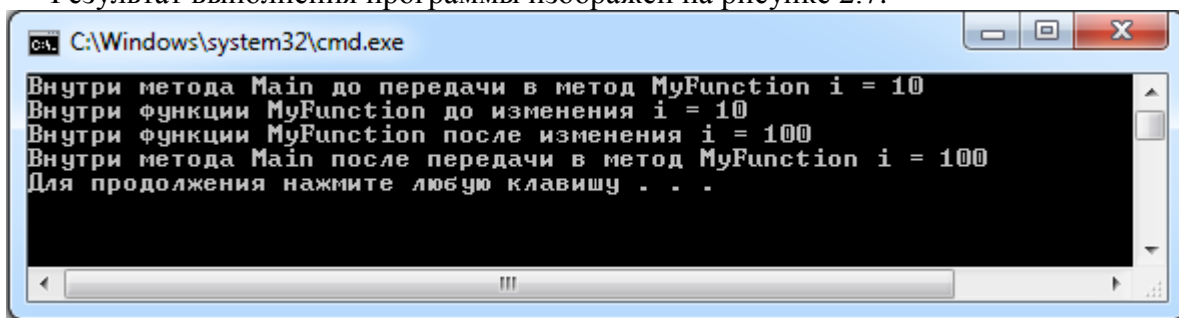 Результат выполнения программы изображен на рисунке 2.7.
C:\Windows\system32\cmd.exe
Внутри метода Main до передачи в метод MyFunction i = 10
Внутри функции MyFunction до изменения i = 10
Внутри функции MyFunction после изменения i = 100
Внутри метода Main после передачи в метод MyFunction i = 100
Для продолжения нажмите любую клавишу . . .